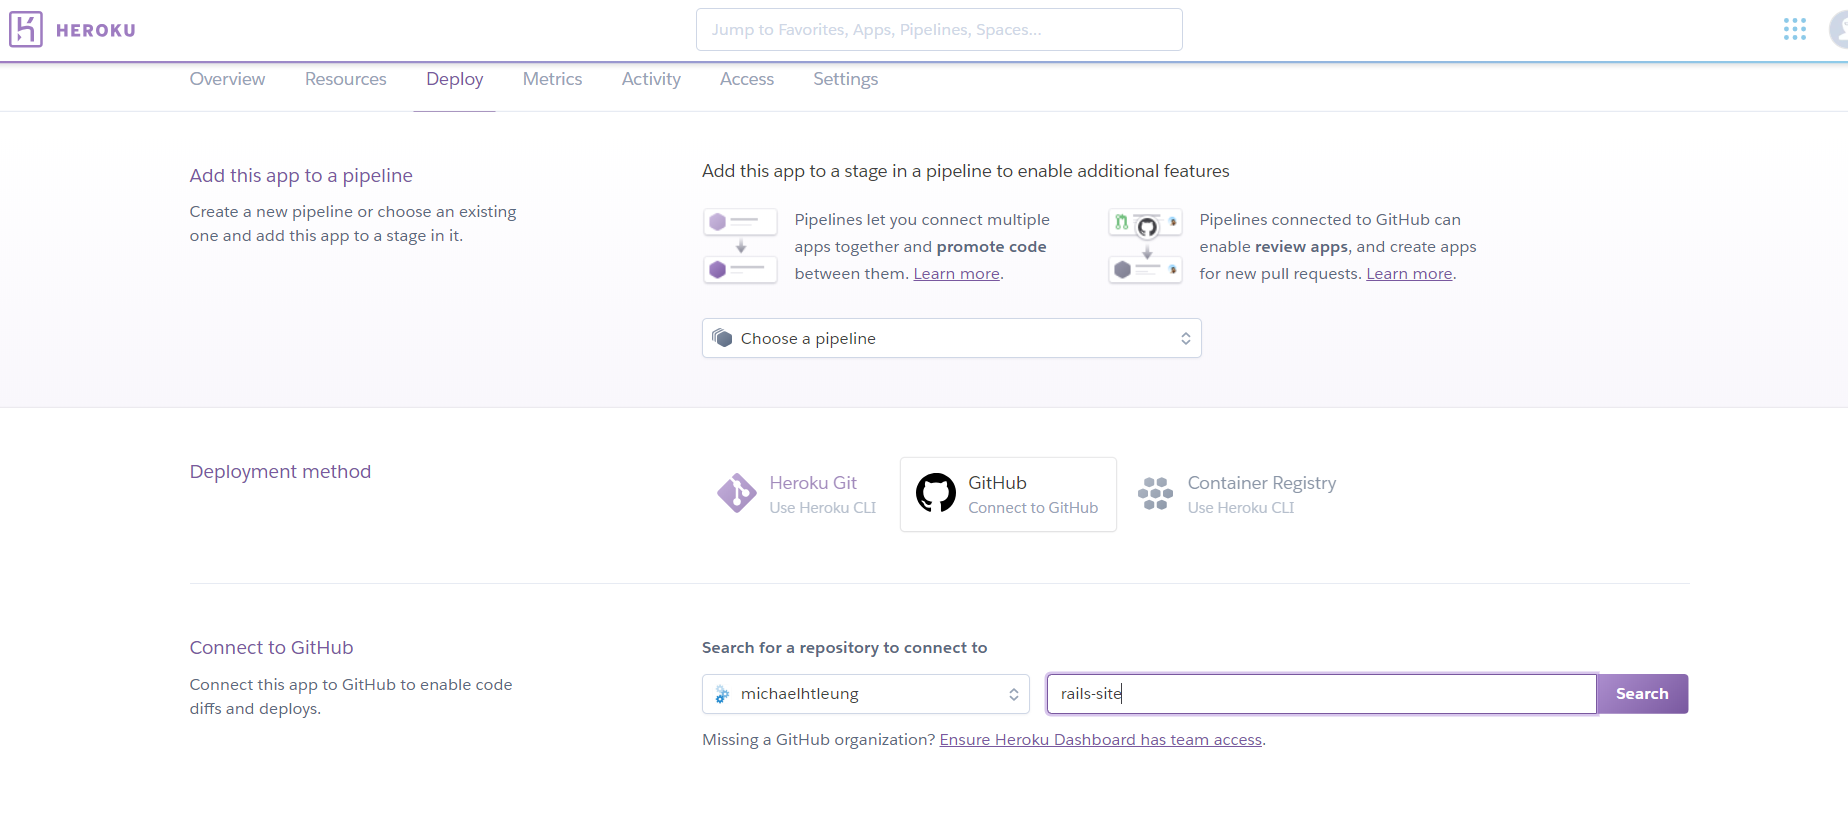 HEROKU
Jump to Favorites, Apps, Pipelines, Spaces...
Overview Resources Deploy Metrics Activity Access Settings
Add this app to a pipeline
Create a new pipeline or choose an existing
one and add this app to a stage in it.
Add this app to a stage in a pipeline to enable additional features
Pipelines let you connect multiple
apps together and promote code
between them. Learn more.
Pipelines connected to GitHub can
enable review apps, and create apps
for new pull requests. Learn more.
Choose a pipeline
Deployment method
Heroku Git
Use Heroku CLI
GitHub
Connect to GitHub
Container Registry
Use Heroku CLI
Connect to GitHub
Connect this app to GitHub to enable code
diffs and deploys.
Search for a repository to connect to
michaelhtleung
rails-site
Search
Missing a GitHub organization? Ensure Heroku Dashboard has team access.